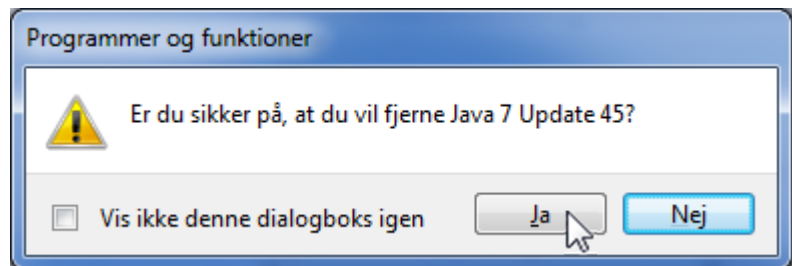 Programmer og funktioner
Er du sikker på, at du vil fjerne Java 7 Update 45?
Vis ikke denne dialogboks igen
Ja
Nej